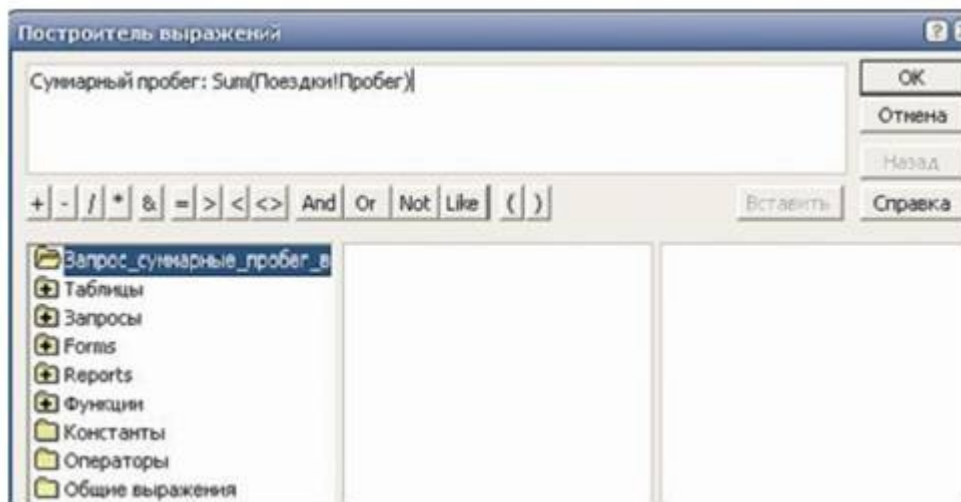 Построитель выражений
?
Суммарный пробег: Sum(Поездки!Пробег)
OK
Отмена
Назад
+ - / * & = > < <> And Or Not Like ( )
Вставить
Справка
Запрос_суммарные_пробег_в
Таблицы
Запросы
Forms
Reports
Функции
Константы
Операторы
Общие выражения